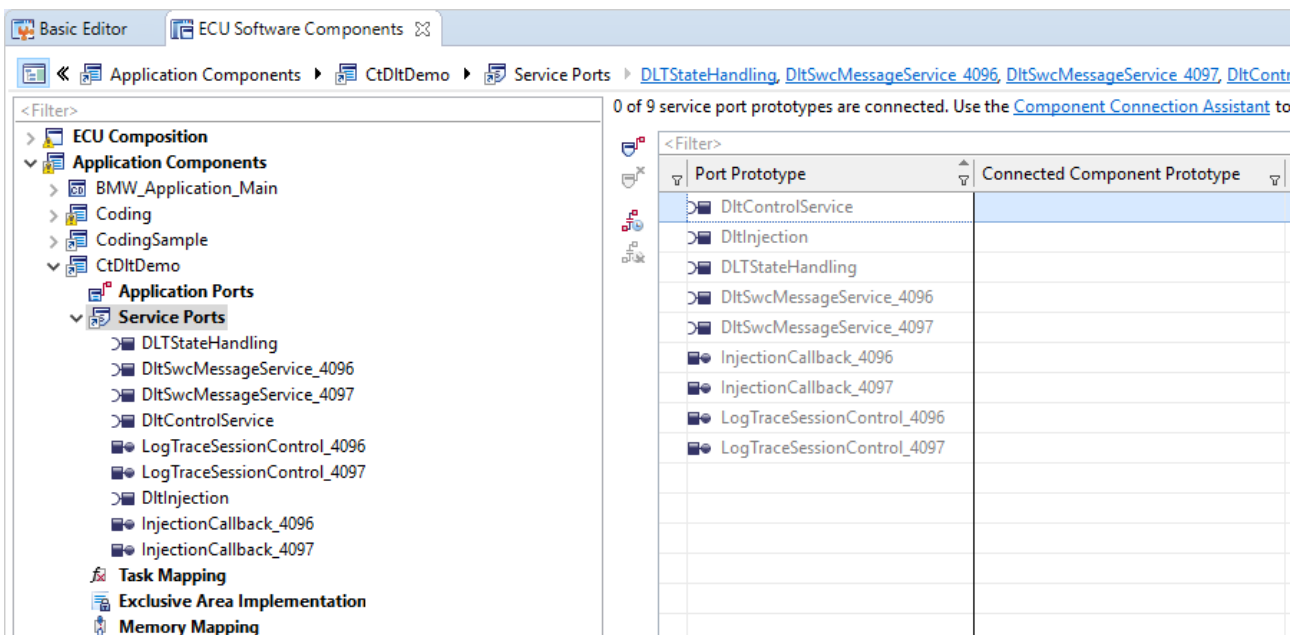 Basic Editor
ECU Software Components
Application Components
CtDltDemo
Service Ports
DLTStateHandling, DltSwcMessageService_4096, DltSwcMessageService_4097, DltContr
<Filter>
ECU Composition
Application Components
BMW_Application_Main
Coding
CodingSample
CtDltDemo
Application Ports
Service Ports
DLTStateHandling
DltSwcMessageService_4096
DltSwcMessageService_4097
DltControlService
LogTraceSessionControl_4096
LogTraceSessionControl_4097
DltInjection
InjectionCallback_4096
InjectionCallback_4097
Task Mapping
Exclusive Area Implementation
Memory Mapping
0 of 9 service port prototypes are connected. Use the Component Connection Assistant to
<Filter>
Port Prototype
Connected Component Prototype
DltControlService
DltInjection
DLTStateHandling
DltSwcMessageService_4096
DltSwcMessageService_4097
InjectionCallback_4096
InjectionCallback_4097
LogTraceSessionControl_4096
LogTraceSessionControl_4097